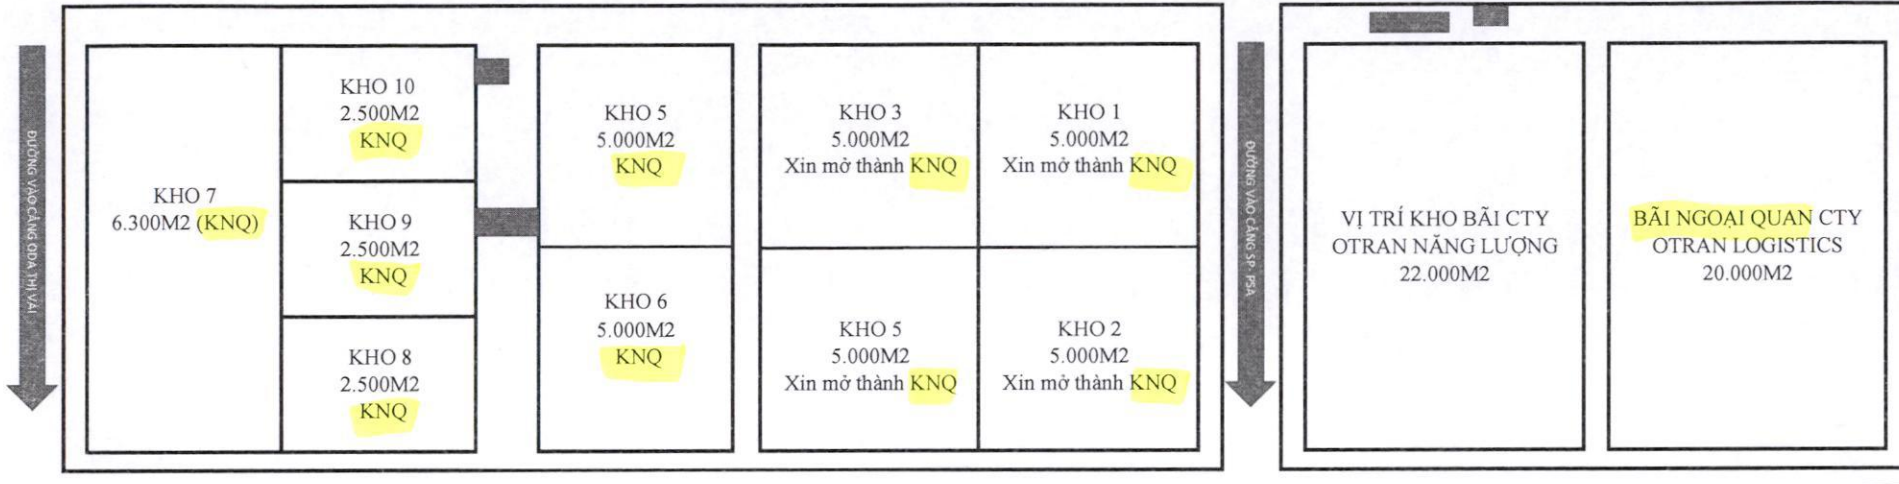 ĐƯỜNG VÀO CẢNG ODA THỊ VẢI
KHO 7
6.300M2 (KNQ)
KHO 10
2.500M2
KNQ
KHO 9
2.500M2
KNQ
KHO 8
2.500M2
KNQ
KHO 5
5.000M2
KNQ
KHO 6
5.000M2
KNQ
KHO 3
5.000M2
Xin mở thành KNQ
KHO 1
5.000M2
Xin mở thành KNQ
KHO 5
5.000M2
Xin mở thành KNQ
KHO 2
5.000M2
Xin mở thành KNQ
ĐƯỜNG VÀO CẢNG SP- PSA
VỊ TRÍ KHO BÃI CTY
OTRAN NĂNG LƯỢNG
22.000M2
BÃI NGOẠI QUAN CTY
OTRAN LOGISTICS
20.000M2